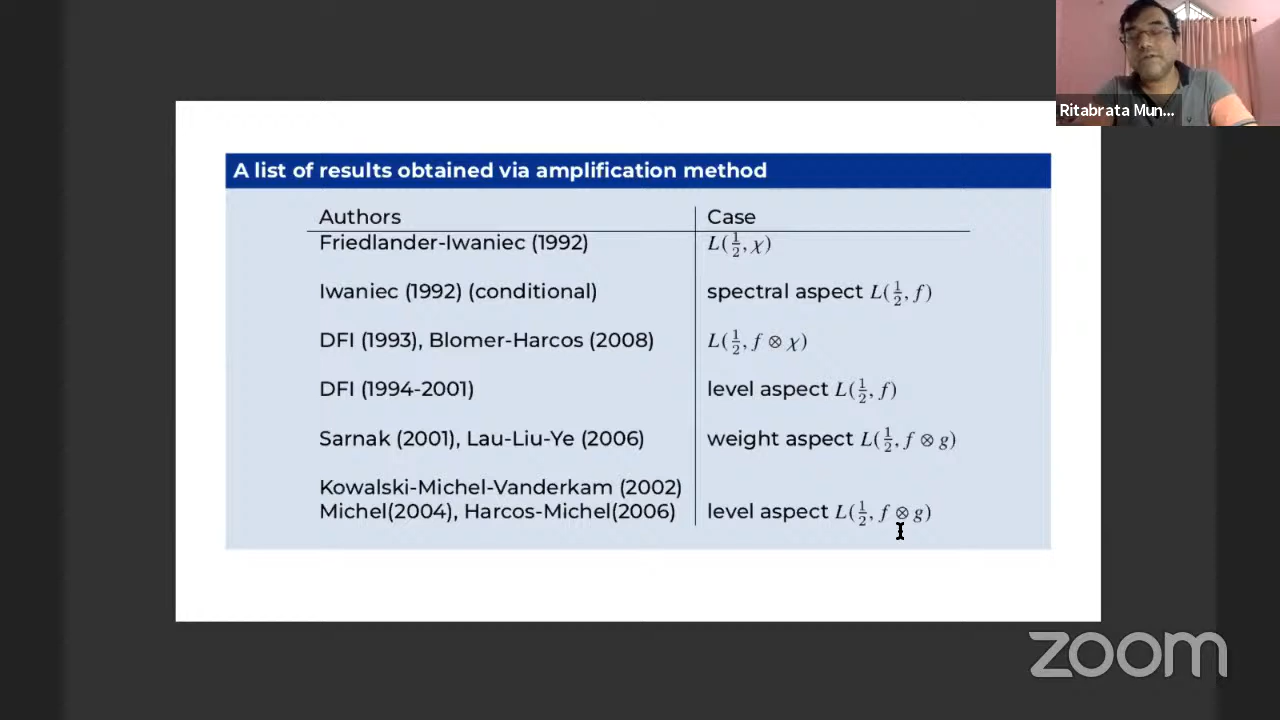 Ritabrata Mun...
A list of results obtained via amplification method
Authors Case
Friedlander-Iwaniec (1992) L(½, χ)
Iwaniec (1992) (conditional) spectral aspect L(½, f)
DFI (1993), Blomer-Harcos (2008) L(½, f ⊗ χ)
DFI (1994-2001) level aspect L(½, f)
Sarnak (2001), Lau-Liu-Ye (2006) weight aspect L(½, f ⊗ g)
Kowalski-Michel-Vanderkam (2002)
Michel(2004), Harcos-Michel(2006) level aspect L(½, f ⊗ g)
zoom